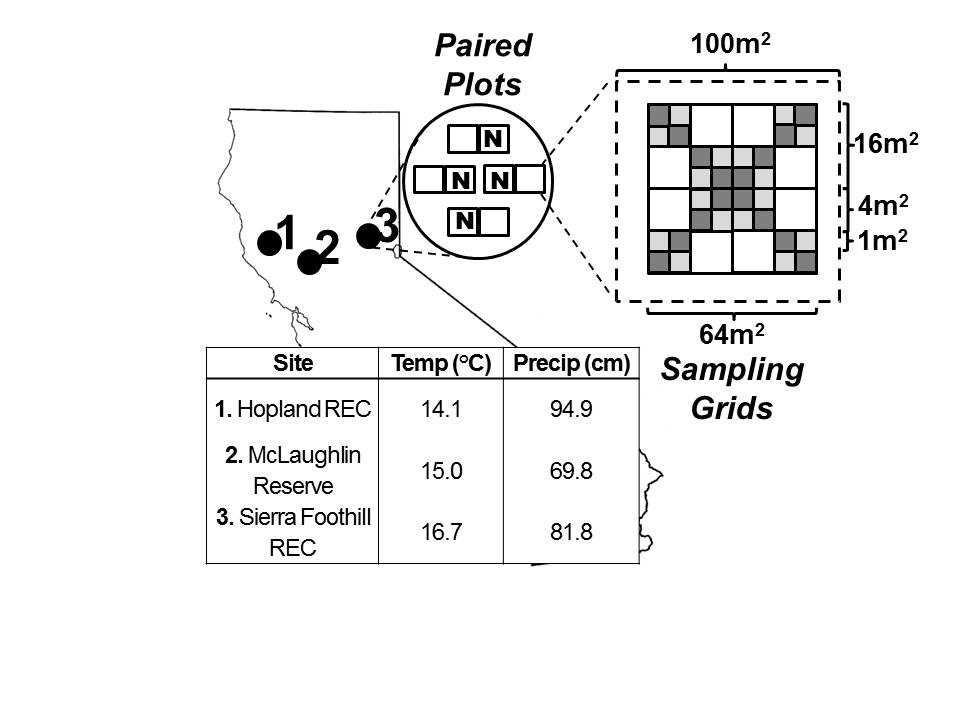 Paired
Plots
100m²
N
N N
N
16m²
4m²
1m²
1
2
3
64m²
Sampling
Grids
Site Temp (°C) Precip (cm)
1. Hopland REC 14.1 94.9
2. McLaughlin
Reserve 15.0 69.8
3. Sierra Foothill
REC 16.7 81.8